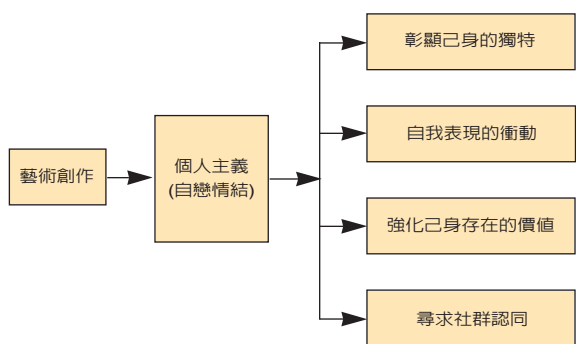 藝術創作
個人主義
(自戀情結)
彰顯己身的獨特
自我表現的衝動
強化己身存在的價值
尋求社群認同